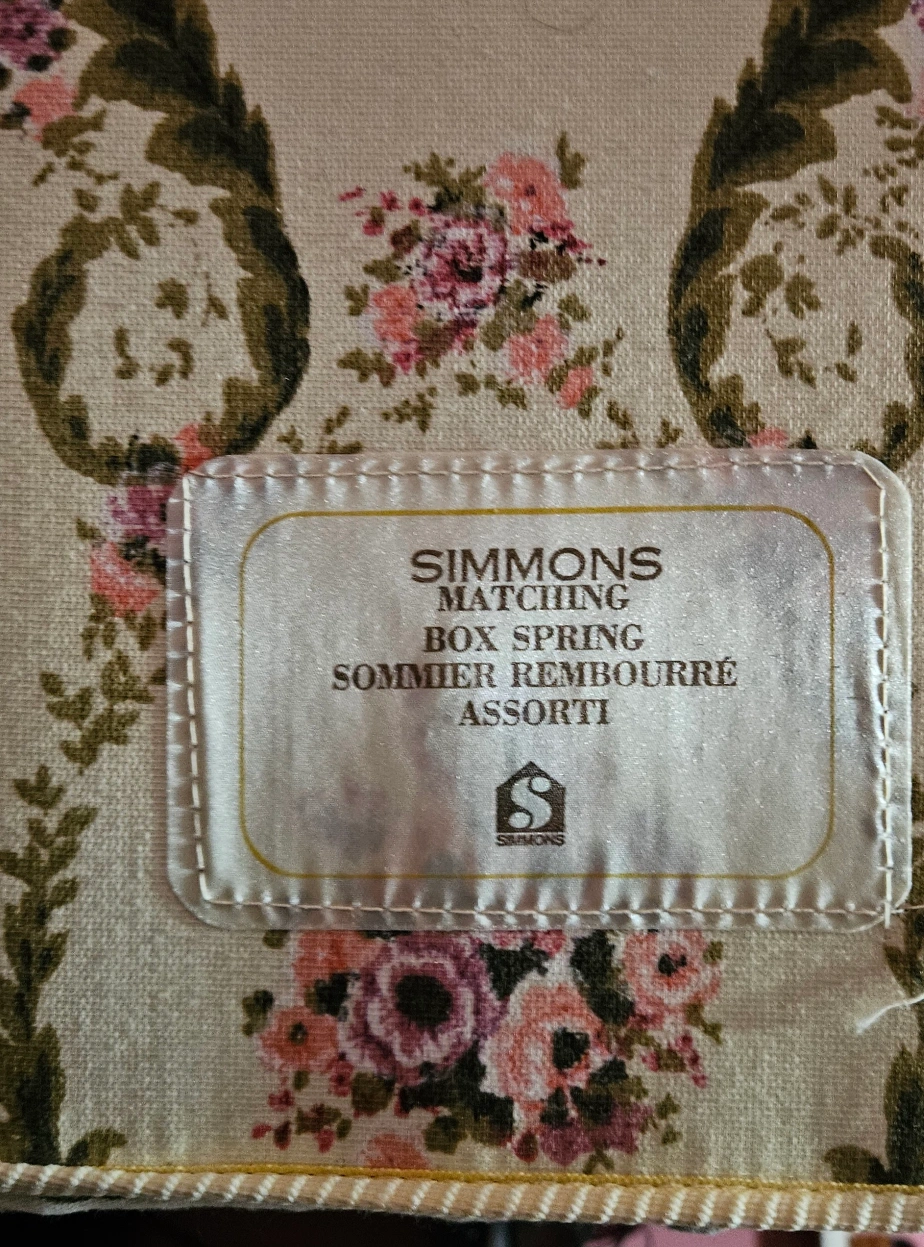 SIMMONS
MATCHING
BOX SPRING
SOMMIER REMBOURRÉ
ASSORTI
S
SIMMONS